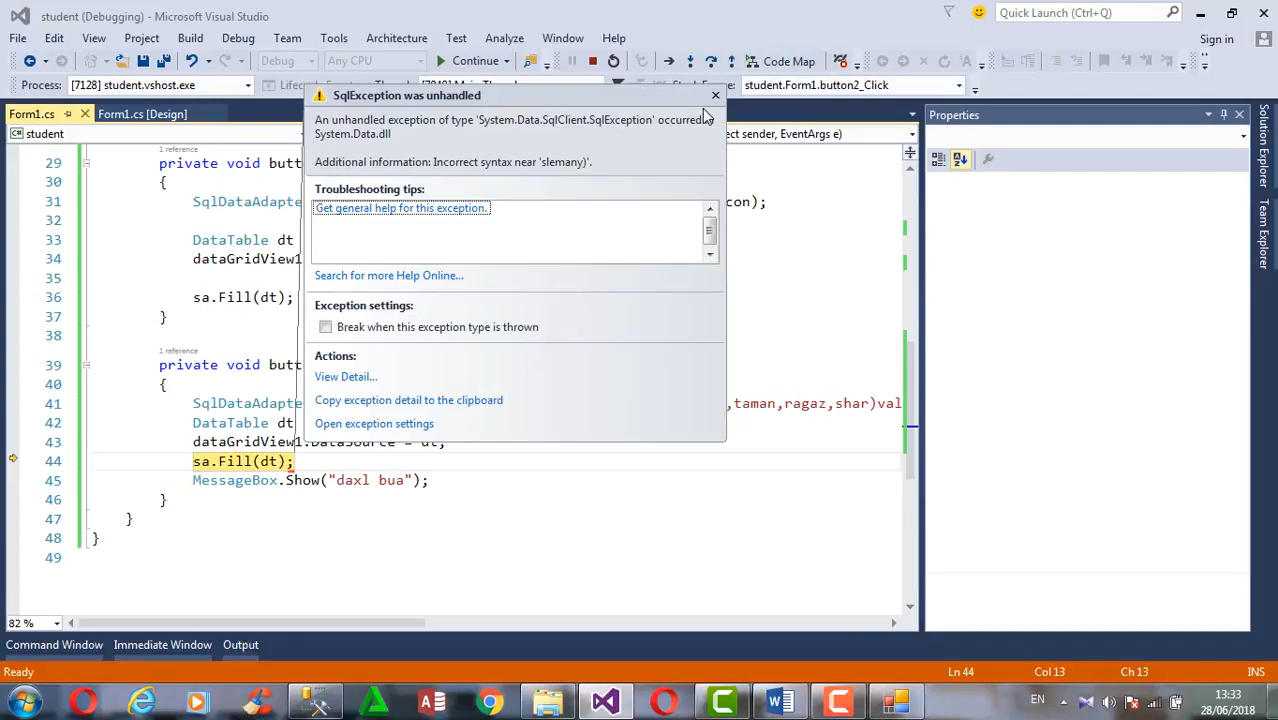 student (Debugging) - Microsoft Visual Studio
Quick Launch (Ctrl+Q)
File Edit View Project Build Debug Team Tools Architecture Test Analyze Window Help
Sign in
Debug Any CPU Continue Code Map
Process: [7128] student.vshost.exe
student.Form1.button2_Click
Form1.cs Form1.cs [Design]
student
ct sender, EventArgs e)
SqlException was unhandled
An unhandled exception of type 'System.Data.SqlClient.SqlException' occurred
System.Data.dll
Additional information: Incorrect syntax near 'slemany)'.
Troubleshooting tips:
Get general help for this exception.
Search for more Help Online...
Exception settings:
Break when this exception type is thrown
Actions:
View Detail...
Copy exception detail to the clipboard
Open exception settings
1 reference
29 private void butt
30 {
31 SqlDataAdapte con);
32
33 DataTable dt
34 dataGridView1
35
36 sa.Fill(dt);
37 }
38
1 reference
39 private void butt
40 {
41 SqlDataAdapte ,taman,ragaz,shar)val
42 DataTable dt
43 dataGridView1.DataSource = dt;
44 sa.Fill(dt);
45 MessageBox.Show("daxl bua");
46 }
47 }
48 }
49
82 %
Properties
Solution Explorer
Team Explorer
Command Window Immediate Window Output
Ready Ln 44 Col 13 Ch 13 INS
EN
13:33
28/06/2018